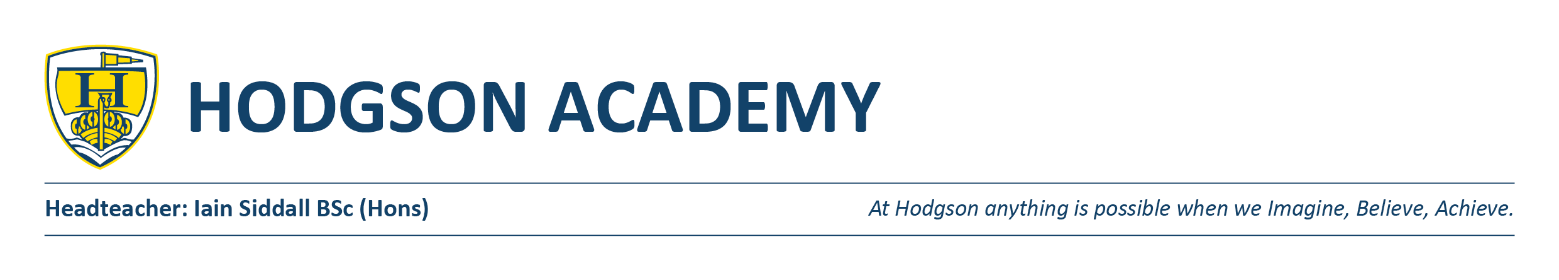 H
HODGSON ACADEMY
Headteacher: Iain Siddall BSc (Hons)
At Hodgson anything is possible when we Imagine, Believe, Achieve.